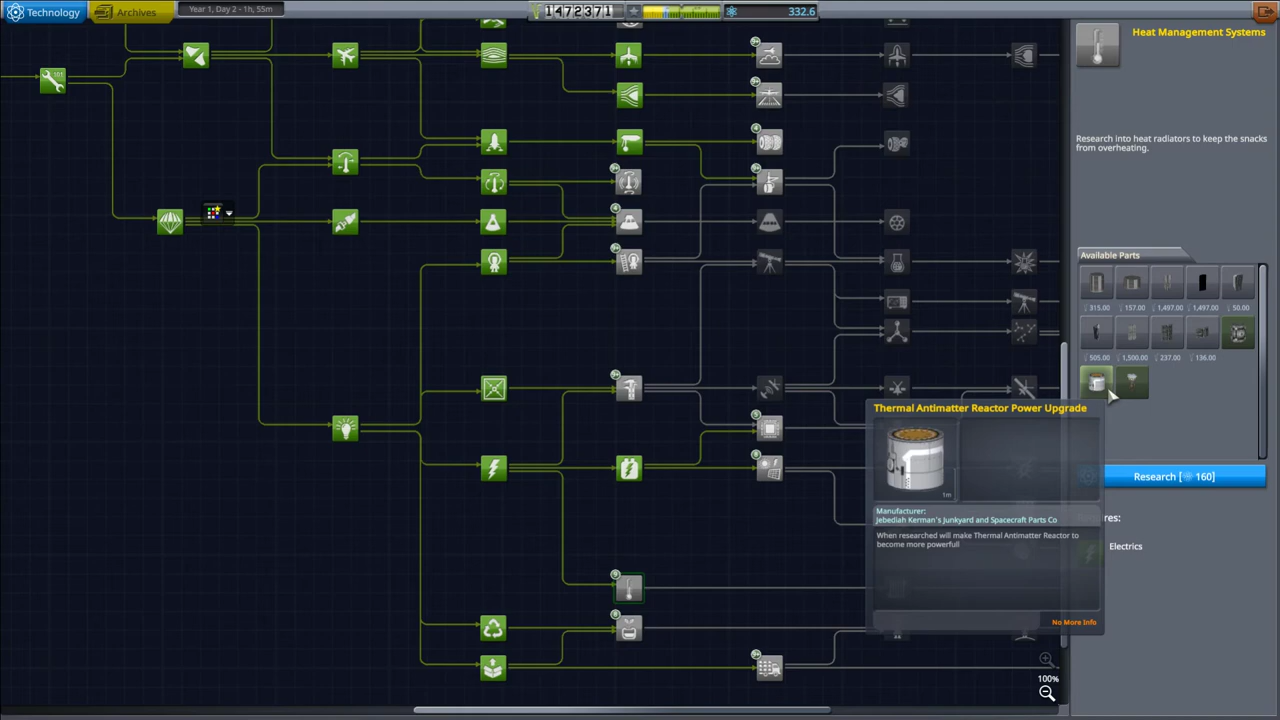 Technology
Archives
Year 1, Day 2 - 1h, 55m
1472371
332.6
Heat Management Systems
101
Research into heat radiators to keep the snacks
from overheating.
Available Parts
315.00 157.00 1,497.00 1,497.00 50.00
505.00 1,500.00 237.00 136.00
Thermal Antimatter Reactor Power Upgrade
1m
Manufacturer:
Jebediah Kerman's Junkyard and Spacecraft Parts Co
When researched will make Thermal Antimatter Reactor to
become more powerfull
No More Info
Research [ 160]
res:
Electrics
100%